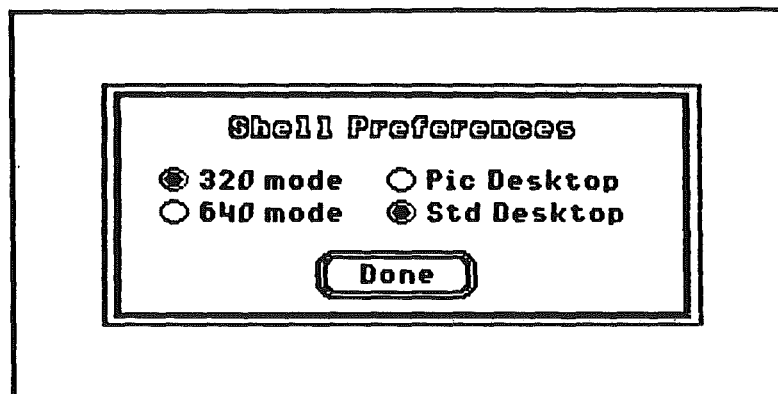 Shell Preferences
320 mode Pic Desktop
640 mode Std Desktop
Done